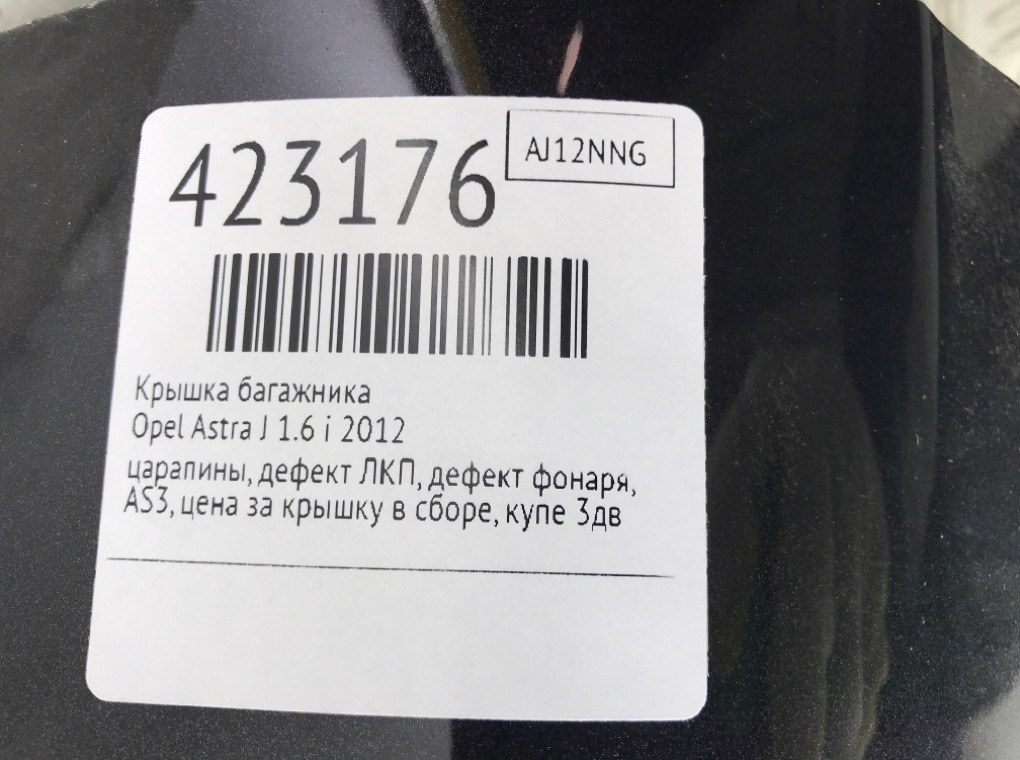 423176
AJ12NNG
Крышка багажника
Opel Astra J 1.6 i 2012
царапины, дефект ЛКП, дефект фонаря,
AS3, цена за крышку в сборе, купе 3дв